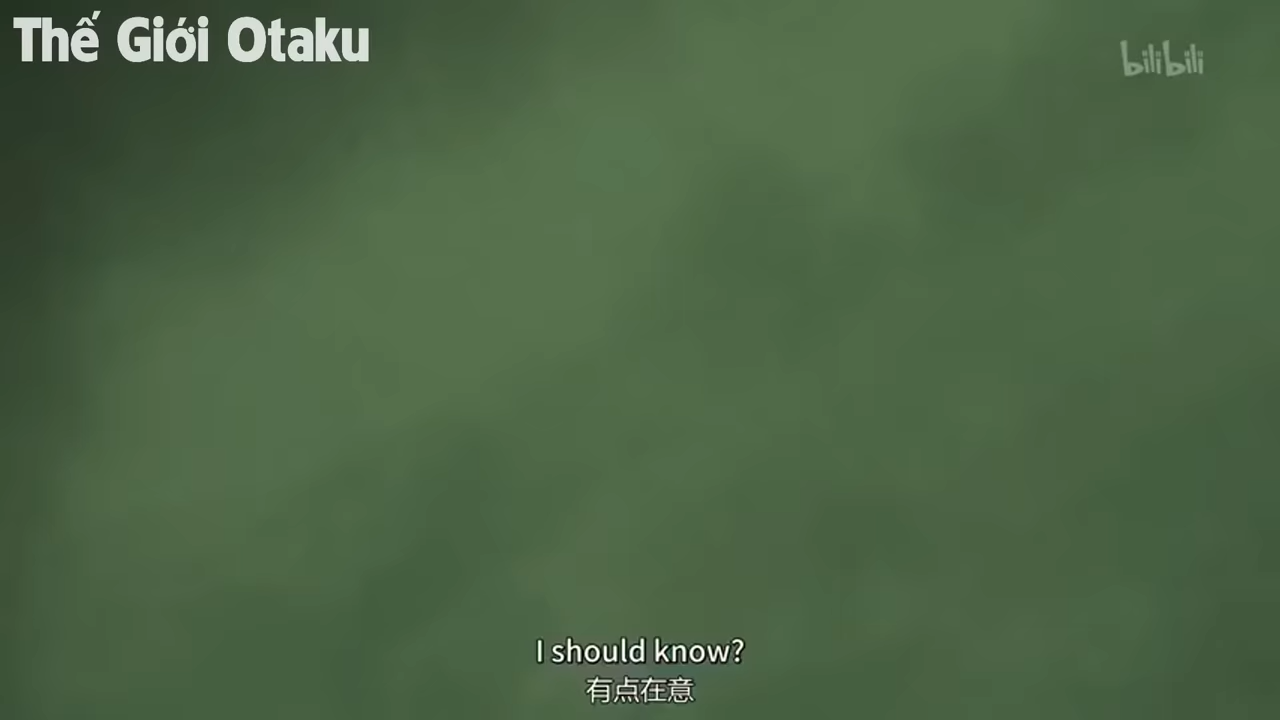 Thế Giới Otaku
bilibili
I should know?
有点在意